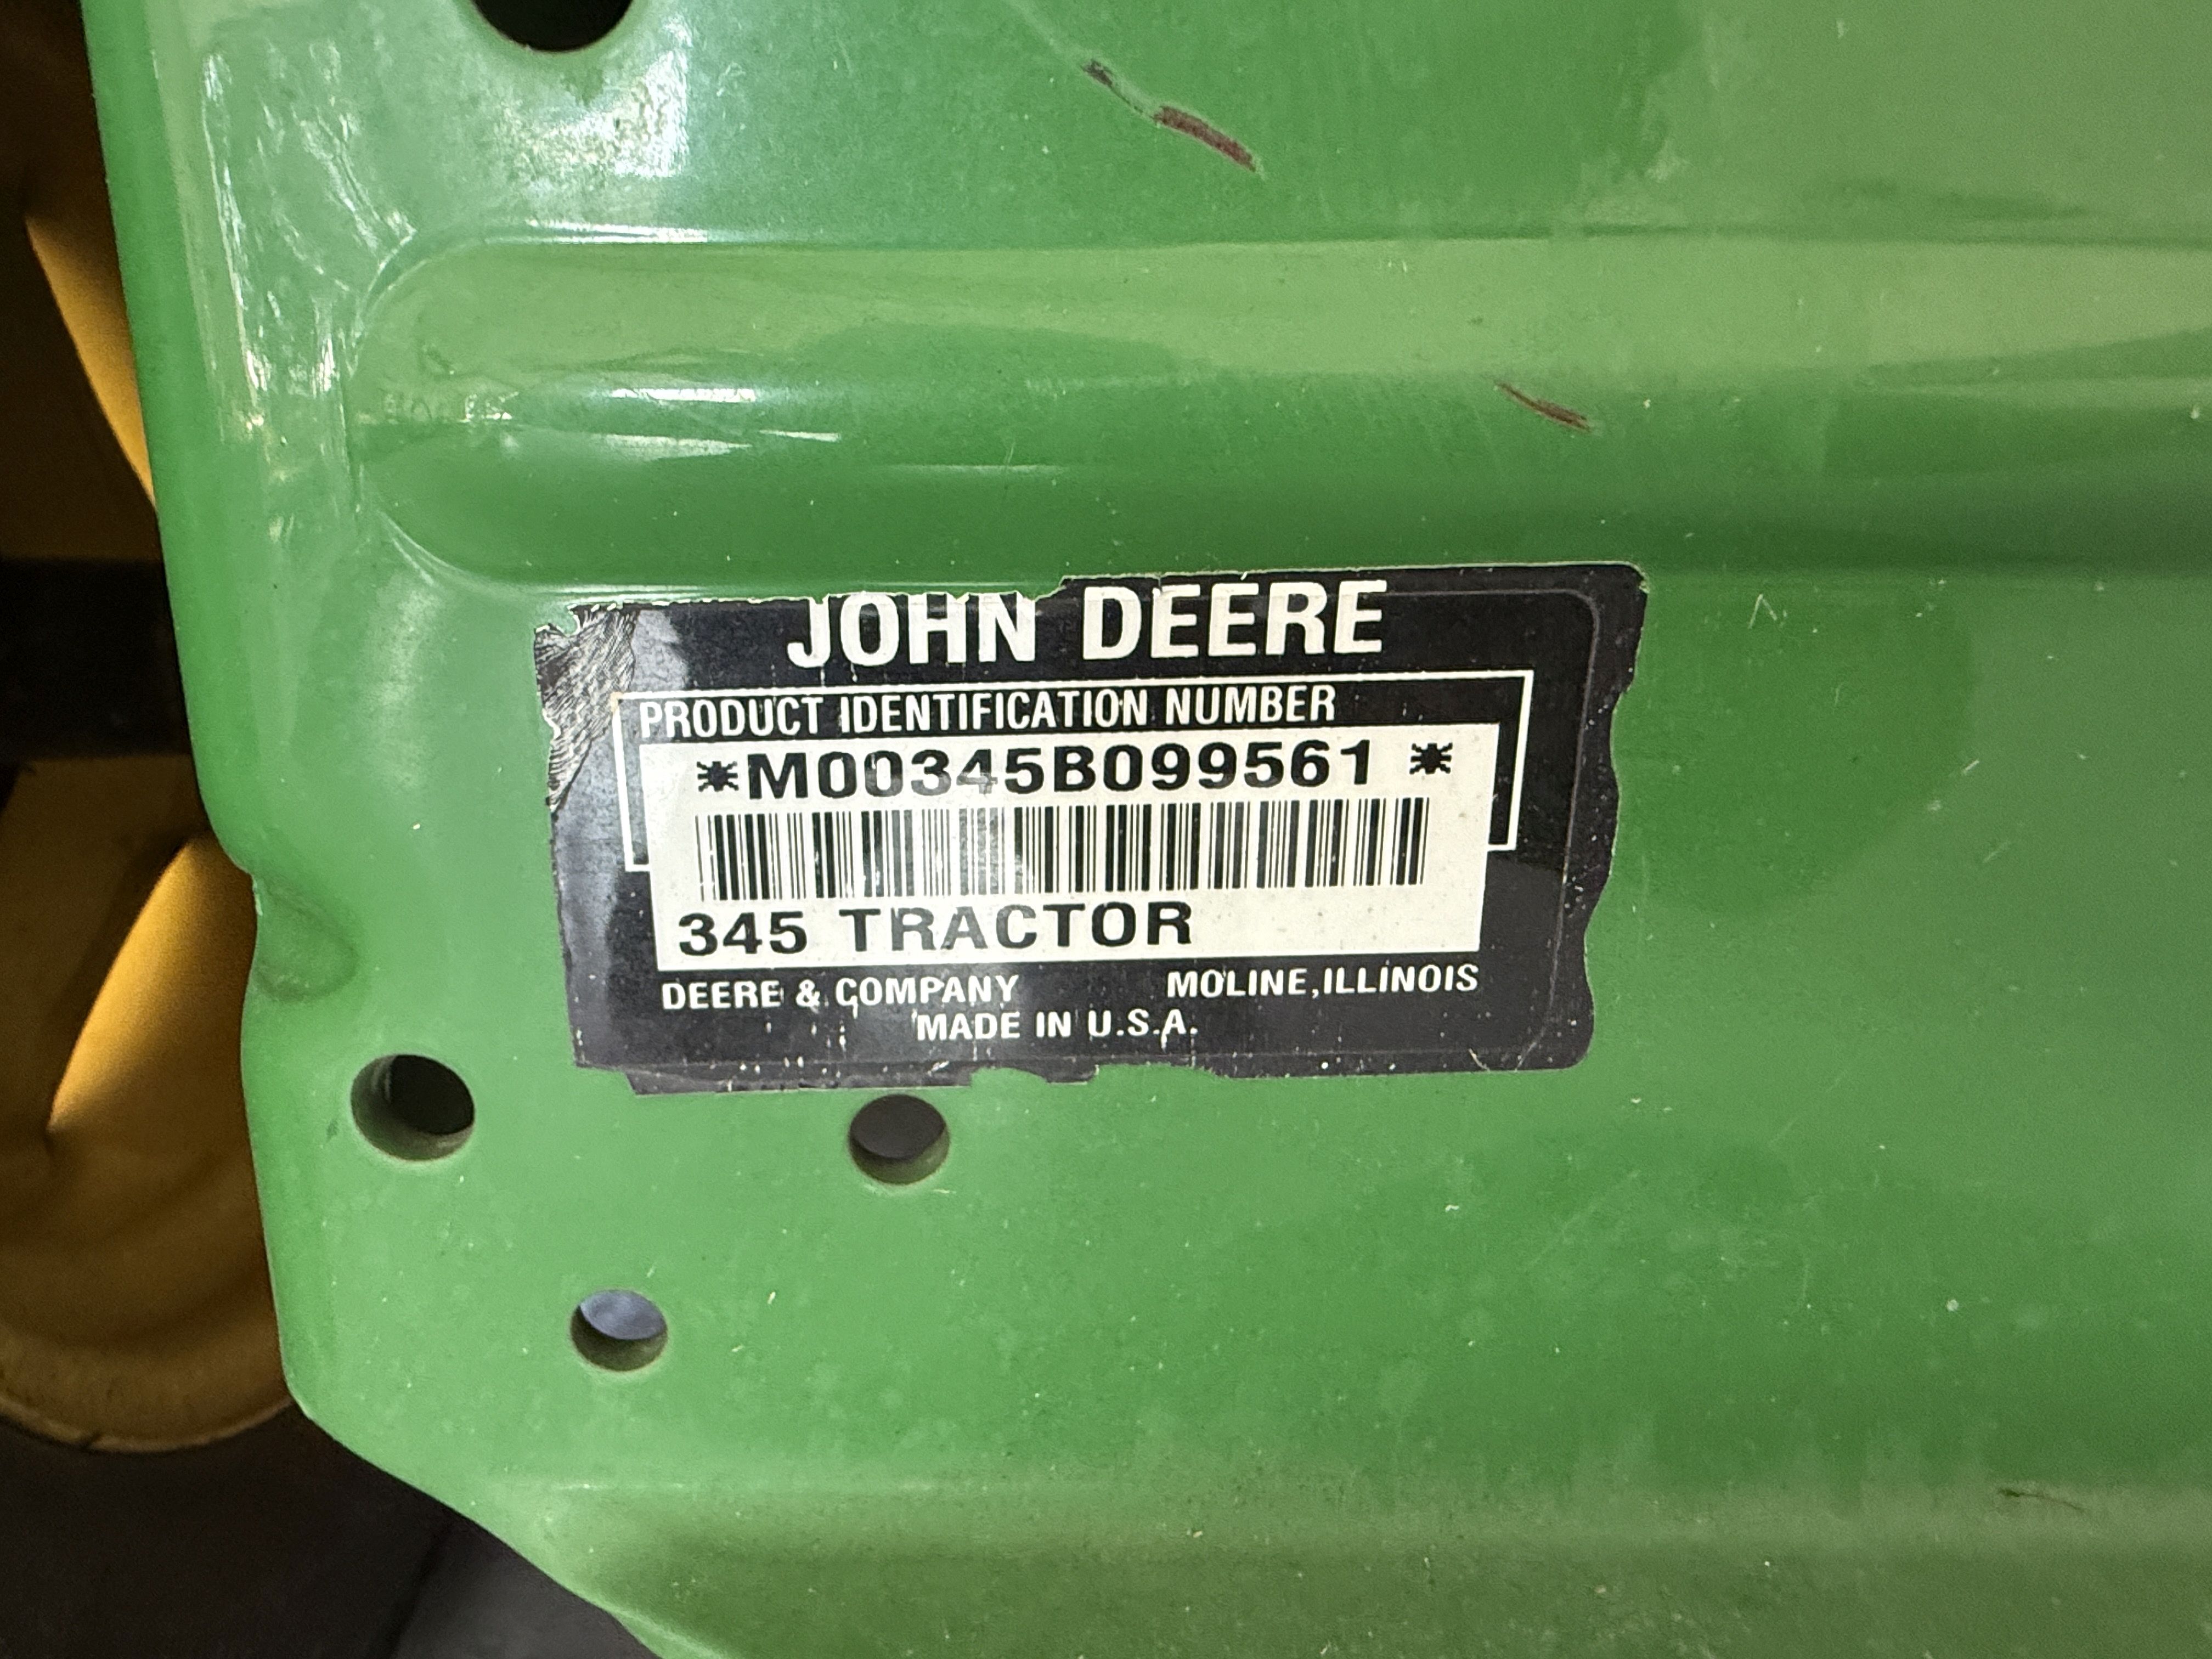 JOHN DEERE
PRODUCT IDENTIFICATION NUMBER
*M00345B099561 *
345 TRACTOR
DEERE & COMPANY MOLINE, ILLINOIS
MADE IN U.S.A.